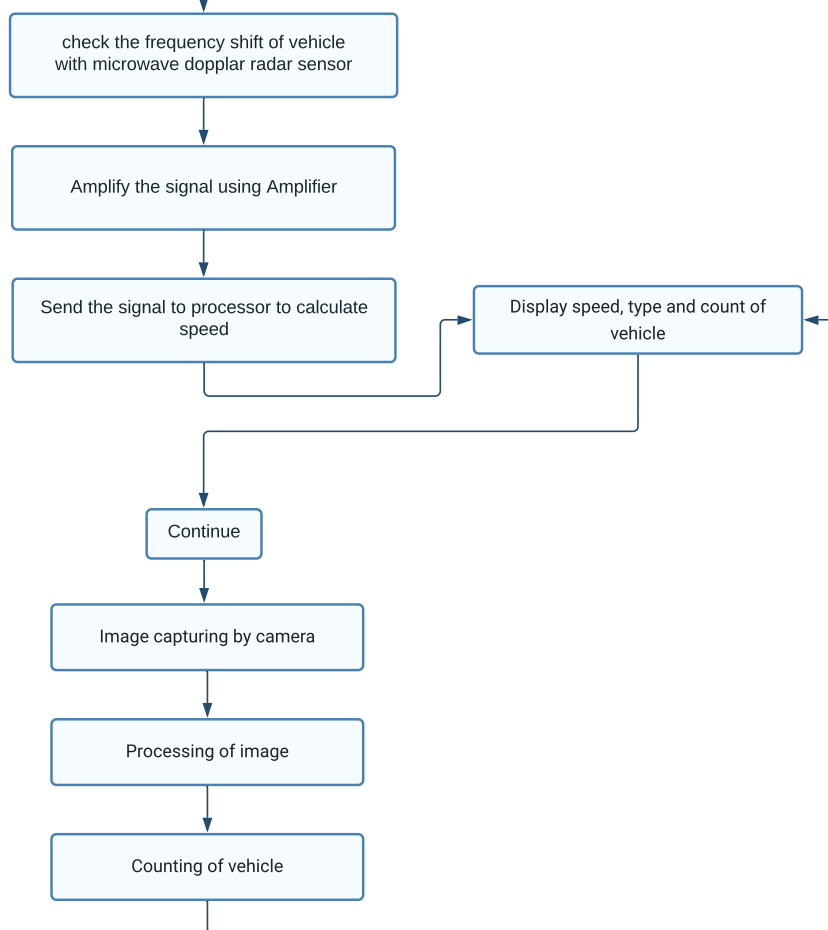 check the frequency shift of vehicle
with microwave dopplar radar sensor
Amplify the signal using Amplifier
Send the signal to processor to calculate
speed
Display speed, type and count of
vehicle
Continue
Image capturing by camera
Processing of image
Counting of vehicle